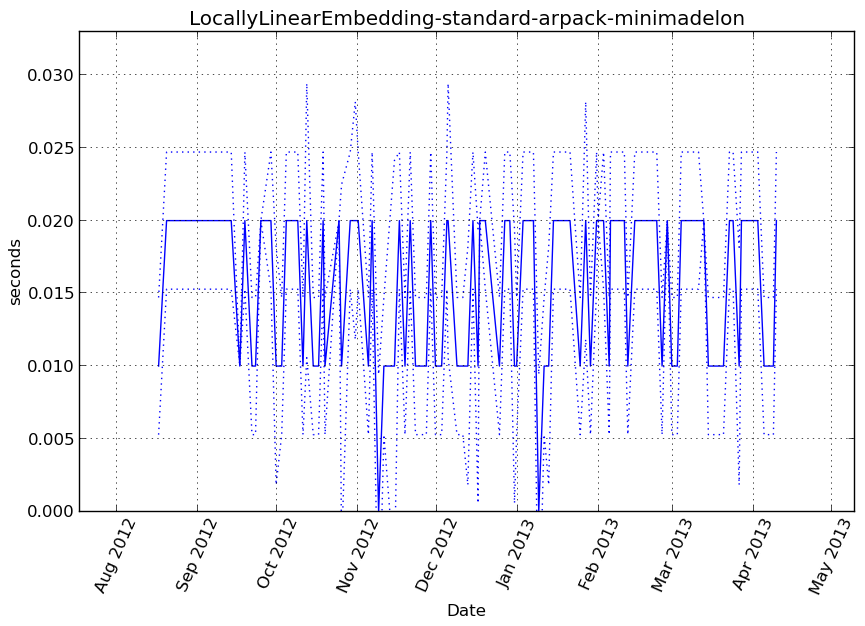 LocallyLinearEmbedding-standard-arpack-minimadelon
0.030
0.025
0.020
0.015
0.010
0.005
0.000
seconds
Aug 2012
Sep 2012
Oct 2012
Nov 2012
Dec 2012
Jan 2013
Feb 2013
Mar 2013
Apr 2013
May 2013
Date